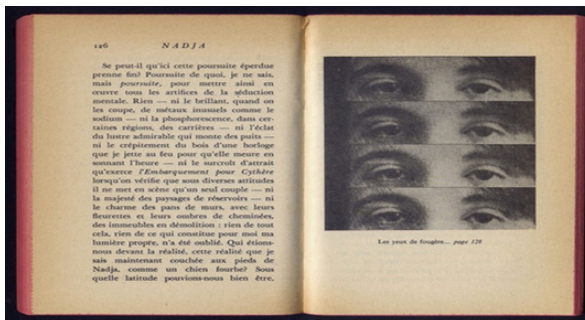 126 NADJA
Se peut-il qu'ici cette poursuite éperdue
prenne fin? Poursuite de quoi, je ne sais,
mais poursuite, pour mettre ainsi en
œuvre tous les artifices de la séduction
mentale. Rien — ni le brillant, quand on
les coupe, de métaux inusuels comme le
sodium — ni la phosphorescence, dans cer-
taines régions, des carrières — ni l'éclat
du lustre admirable qui monte des puits —
ni le crépitement du bois d'une horloge
que je jette au feu pour qu'elle meure en
sonnant l'heure — ni le surcroît d'attrait
qu'exerce l'Embarquement pour Cythère
lorsqu'on vérifie que sous diverses attitudes
il ne met en scène qu'un seul couple — ni
la majesté des paysages de réservoirs — ni
le charme des pans de murs, avec leurs
fleurettes et leurs ombres de cheminées,
des immeubles en démolition : rien de tout
cela, rien de ce qui constitue pour moi ma
lumière propre, n'a été oublié. Qui étions-
nous devant la réalité, cette réalité que je
sais maintenant couchée aux pieds de
Nadja, comme un chien fourbe? Sous
quelle latitude pouvions-nous bien être,
Les yeux de fougère... page 128